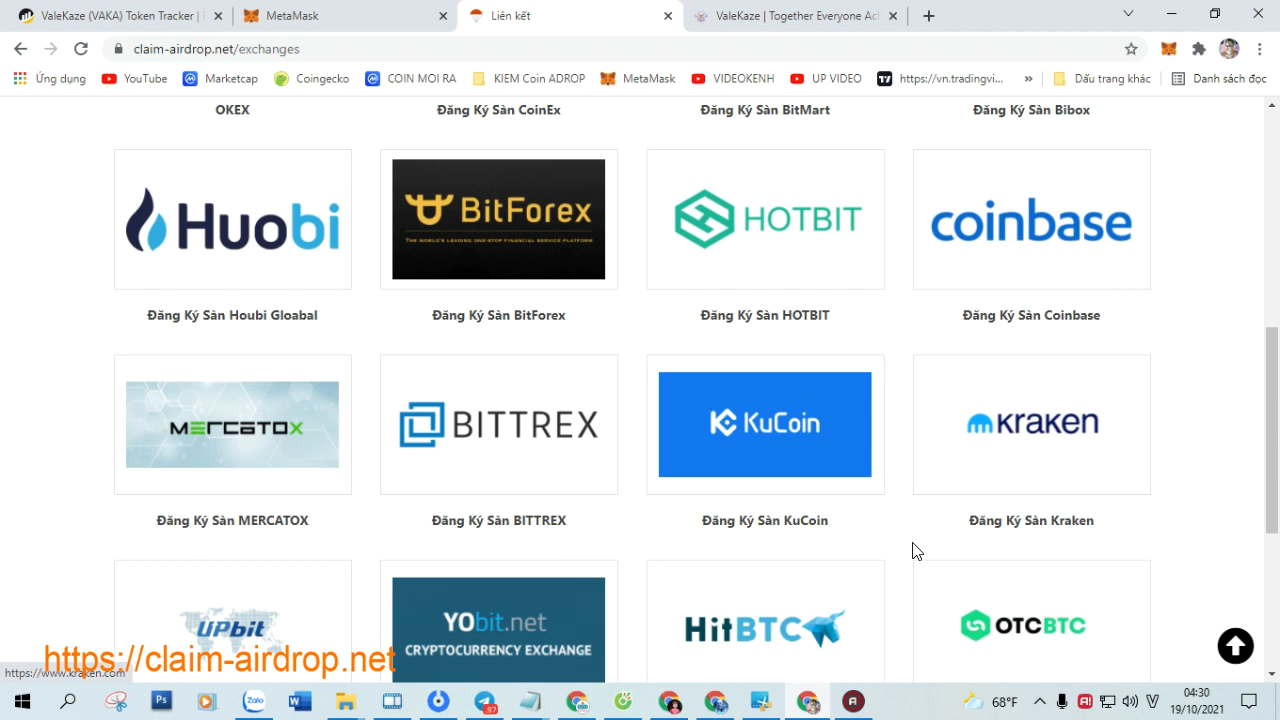 ValeKaze (VAKA) Token Tracker |
MetaMask
Liên kết
ValeKaze | Together Everyone Acl
claim-airdrop.net/exchanges
Ứng dụng
YouTube
Marketcap
Coingecko
COIN MOI RA
KIEM Coin ADROP
MetaMask
VIDEOKENH
UP VIDEO
https://vn.tradingvi...
»
Dấu trang khác
Danh sách đọc
OKEX
Đăng Ký Sàn CoinEx
Đăng Ký Sàn BitMart
Đăng Ký Sàn Bibox
Huobi
BitForex
THE WORLD'S LEADING ONE-STOP FINANCIAL SERVICE PLATFORM
HOTBIT
coinbase
Đăng Ký Sàn Houbi Gloabal
Đăng Ký Sàn BitForex
Đăng Ký Sàn HOTBIT
Đăng Ký Sàn Coinbase
MERCATOX
BITTREX
KuCoin
kraken
Đăng Ký Sàn MERCATOX
Đăng Ký Sàn BITTREX
Đăng Ký Sàn KuCoin
Đăng Ký Sàn Kraken
UPbit
YObit.net
CRYPTOCURRENCY EXCHANGE
HitBTC
OTCBTC
https://claim-airdrop.net
https://www.kraken.com
Ps
Zalo
97
68°F
04:30
19/10/2021